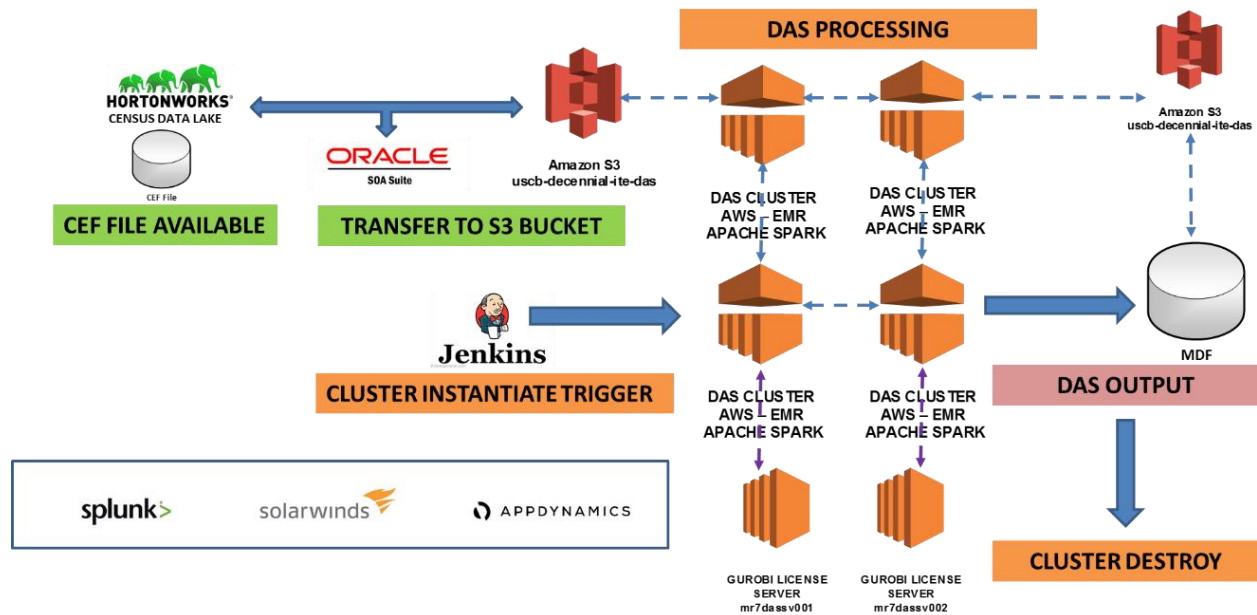 DAS PROCESSING
HORTONWORKS®
CENSUS DATA LAKE
CEF File
CEF FILE AVAILABLE
ORACLE
SOA Suite
TRANSFER TO S3 BUCKET
Amazon S3
uscb-decennial-ite-das
Amazon S3
uscb-decennial-ite-das
DAS CLUSTER
AWS – EMR
APACHE SPARK
DAS CLUSTER
AWS – EMR
APACHE SPARK
Jenkins
CLUSTER INSTANTIATE TRIGGER
MDF
DAS OUTPUT
DAS CLUSTER
AWS – EMR
APACHE SPARK
DAS CLUSTER
AWS – EMR
APACHE SPARK
splunk>
solarwinds
APPDYNAMICS
CLUSTER DESTROY
GUROBI LICENSE
SERVER
mr7dassv001
GUROBI LICENSE
SERVER
mr7dassv002